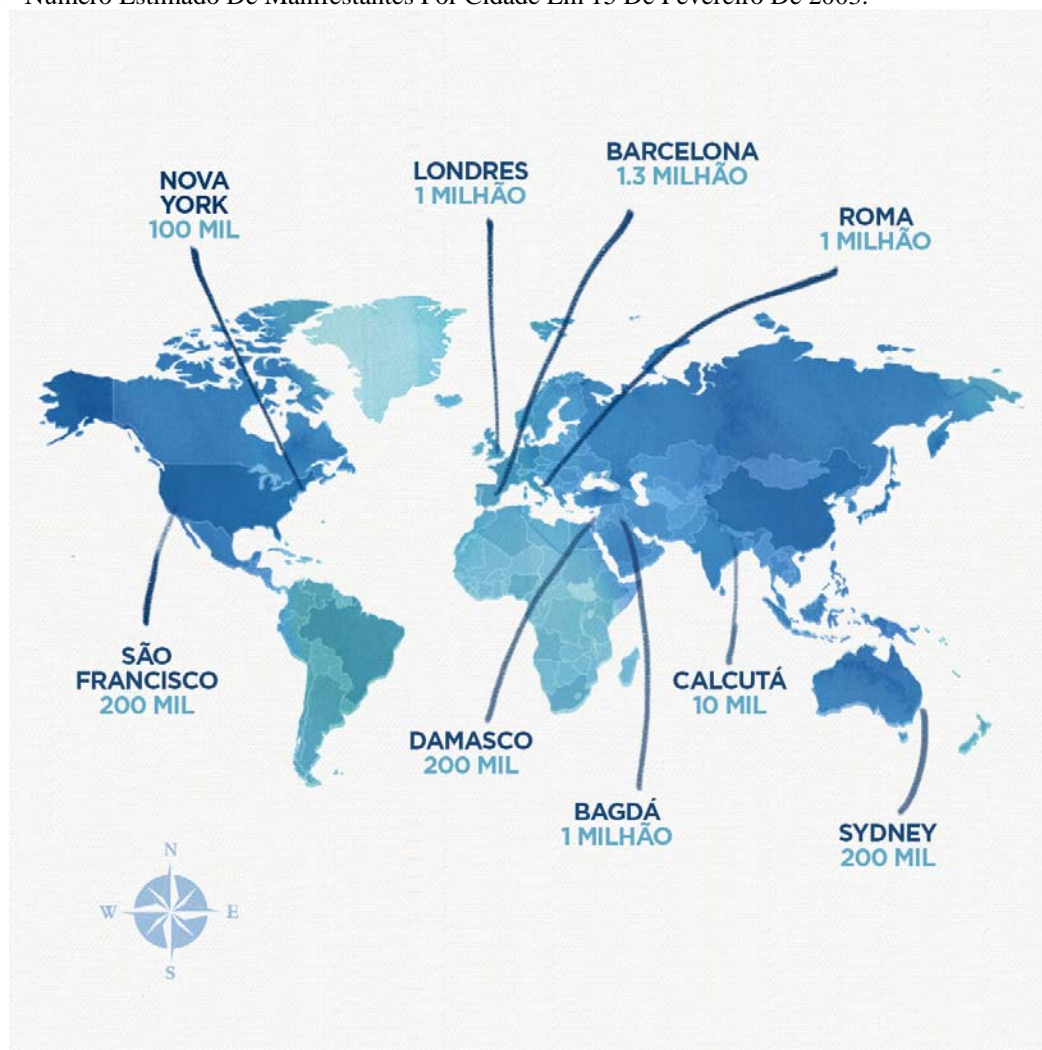 Número Estimado De Manifestantes Por Cidade Em 15 De Fevereiro De 2003.
NOVA
YORK
100 MIL
LONDRES
1 MILHÃO
BARCELONA
1.3 MILHÃO
ROMA
1 MILHÃO
SÃO
FRANCISCO
200 MIL
DAMASCO
200 MIL
BAGDÁ
1 MILHÃO
CALCUTÁ
10 MIL
SYDNEY
200 MIL
N
W E
S